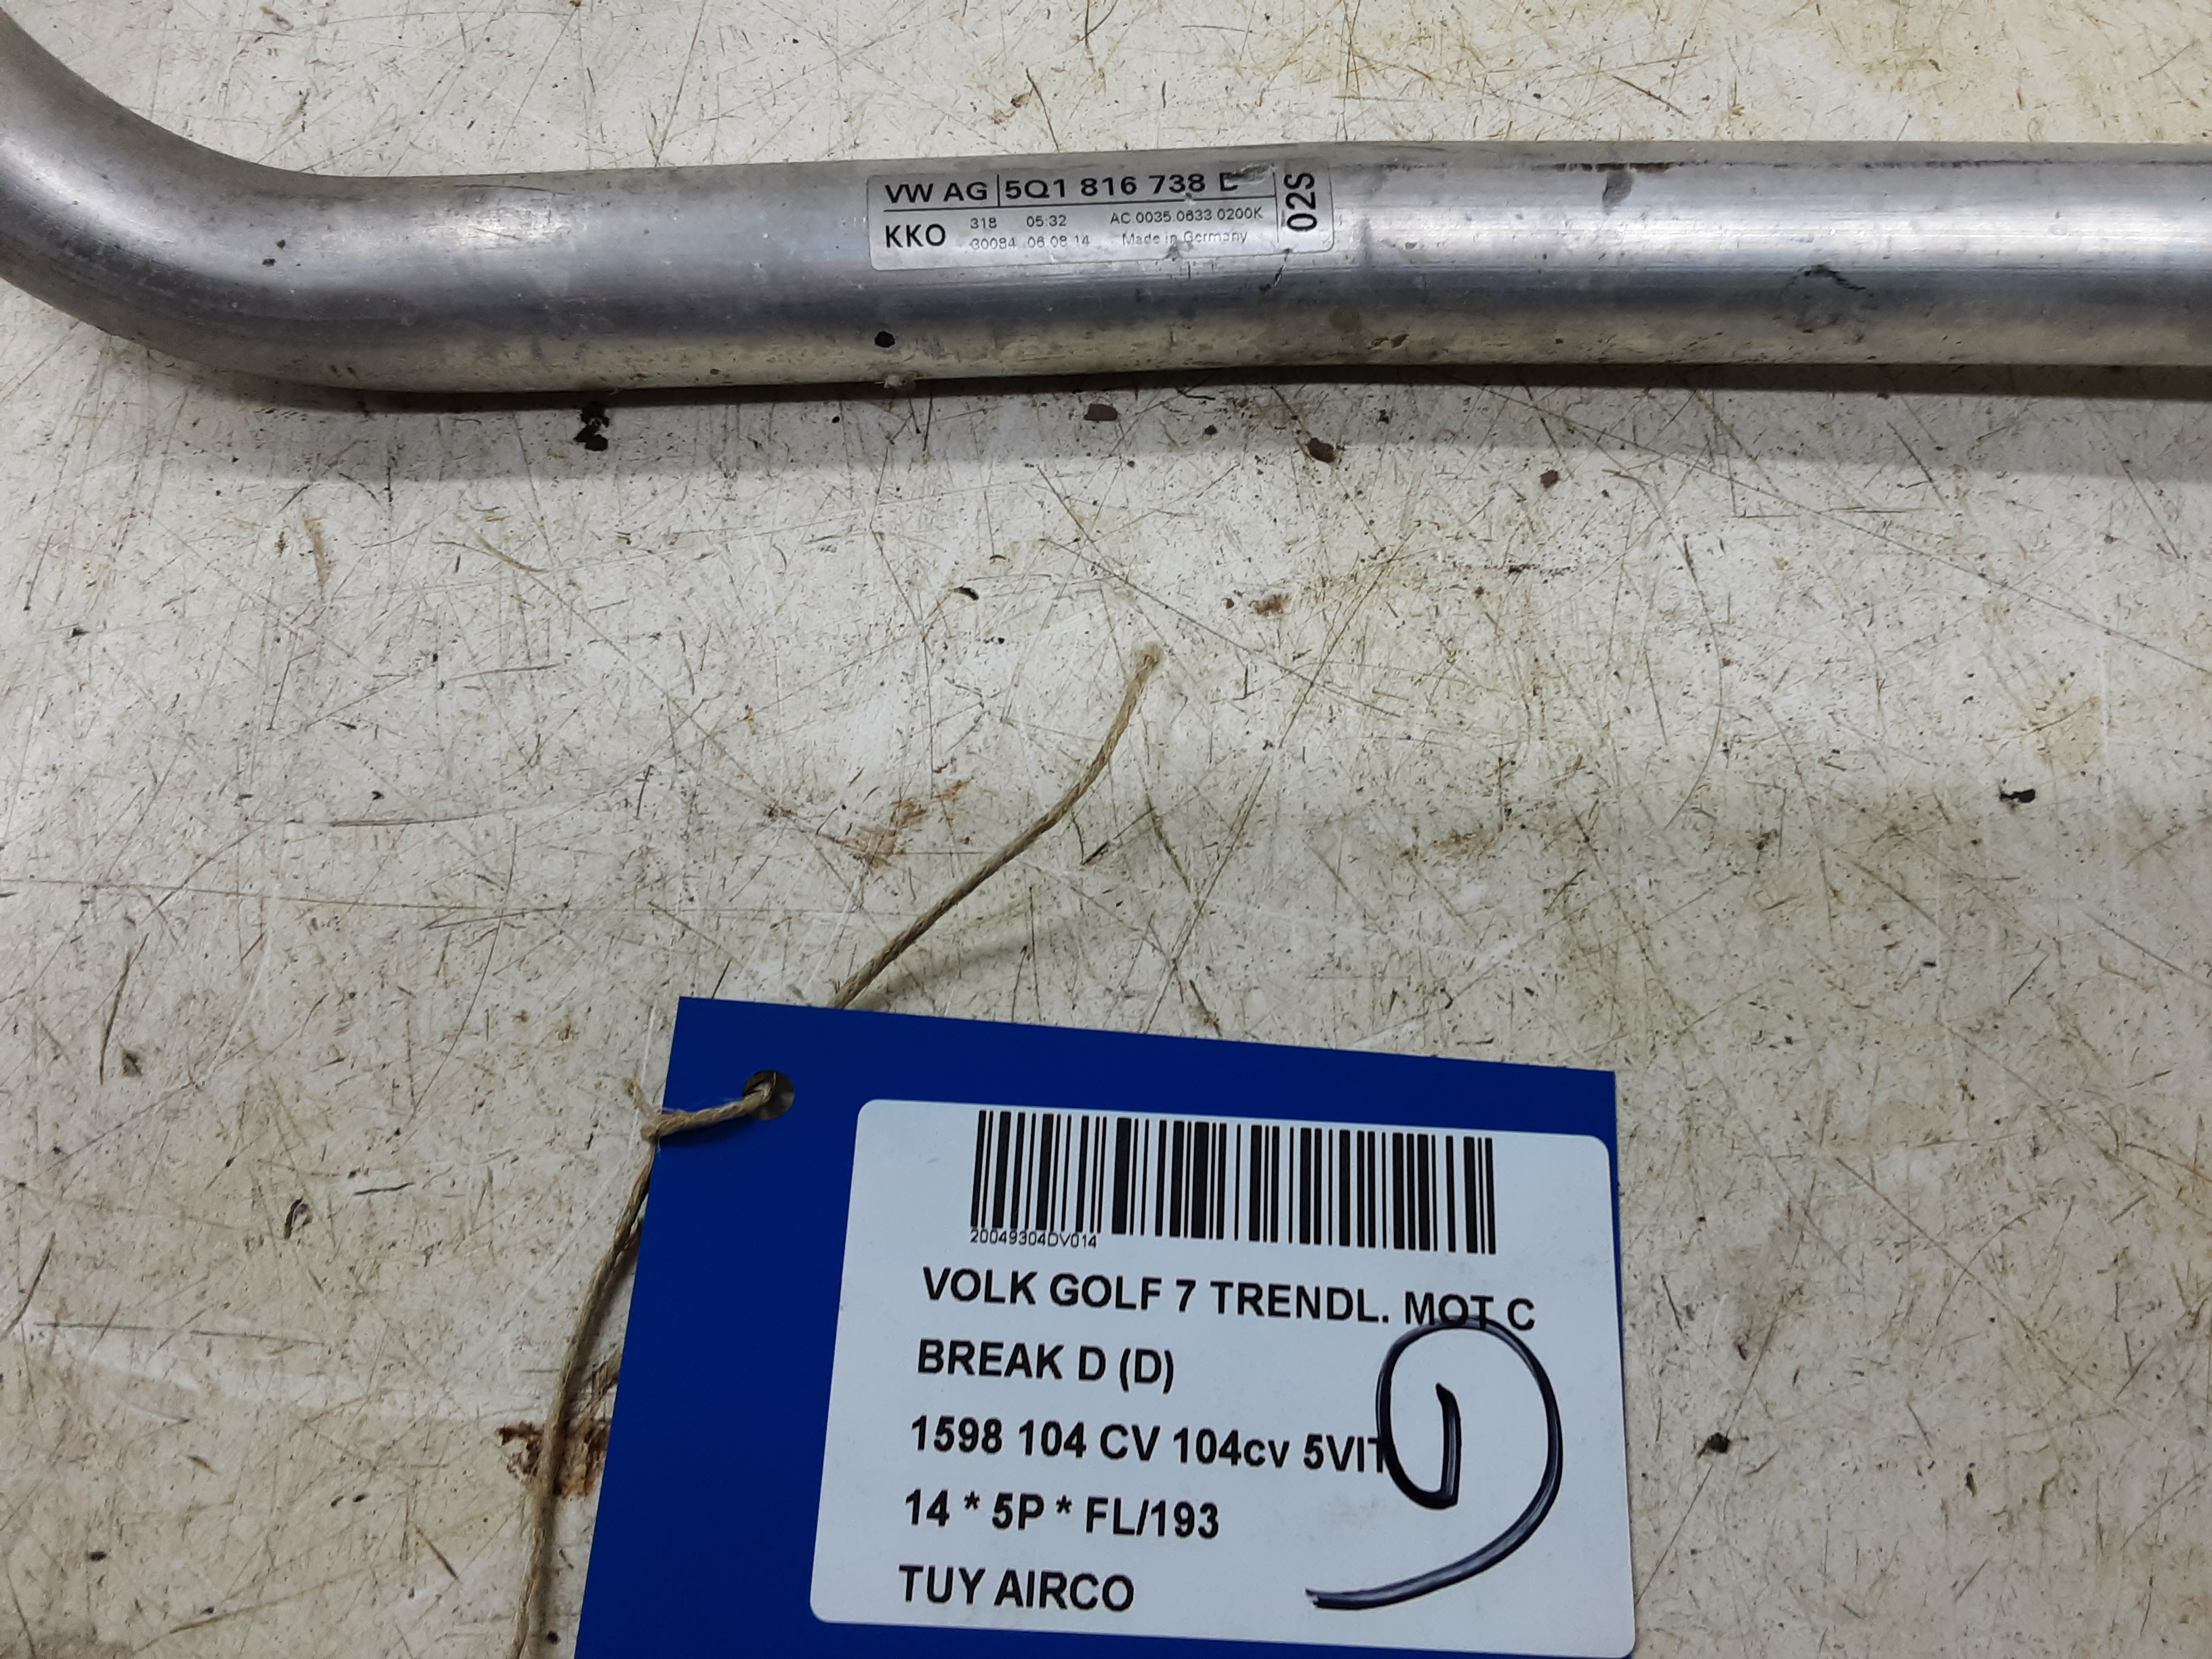 VW AG 5Q1 816 738
KKO 318 05:32 AC 0035.0633.0200K
30084 06 08 14 Made in Germany
02S
20049304DV014
VOLK GOLF 7 TRENDL. MOT C
BREAK D (D)
1598 104 CV 104cv 5VIT
14 * 5P * FL/193
TUY AIRCO